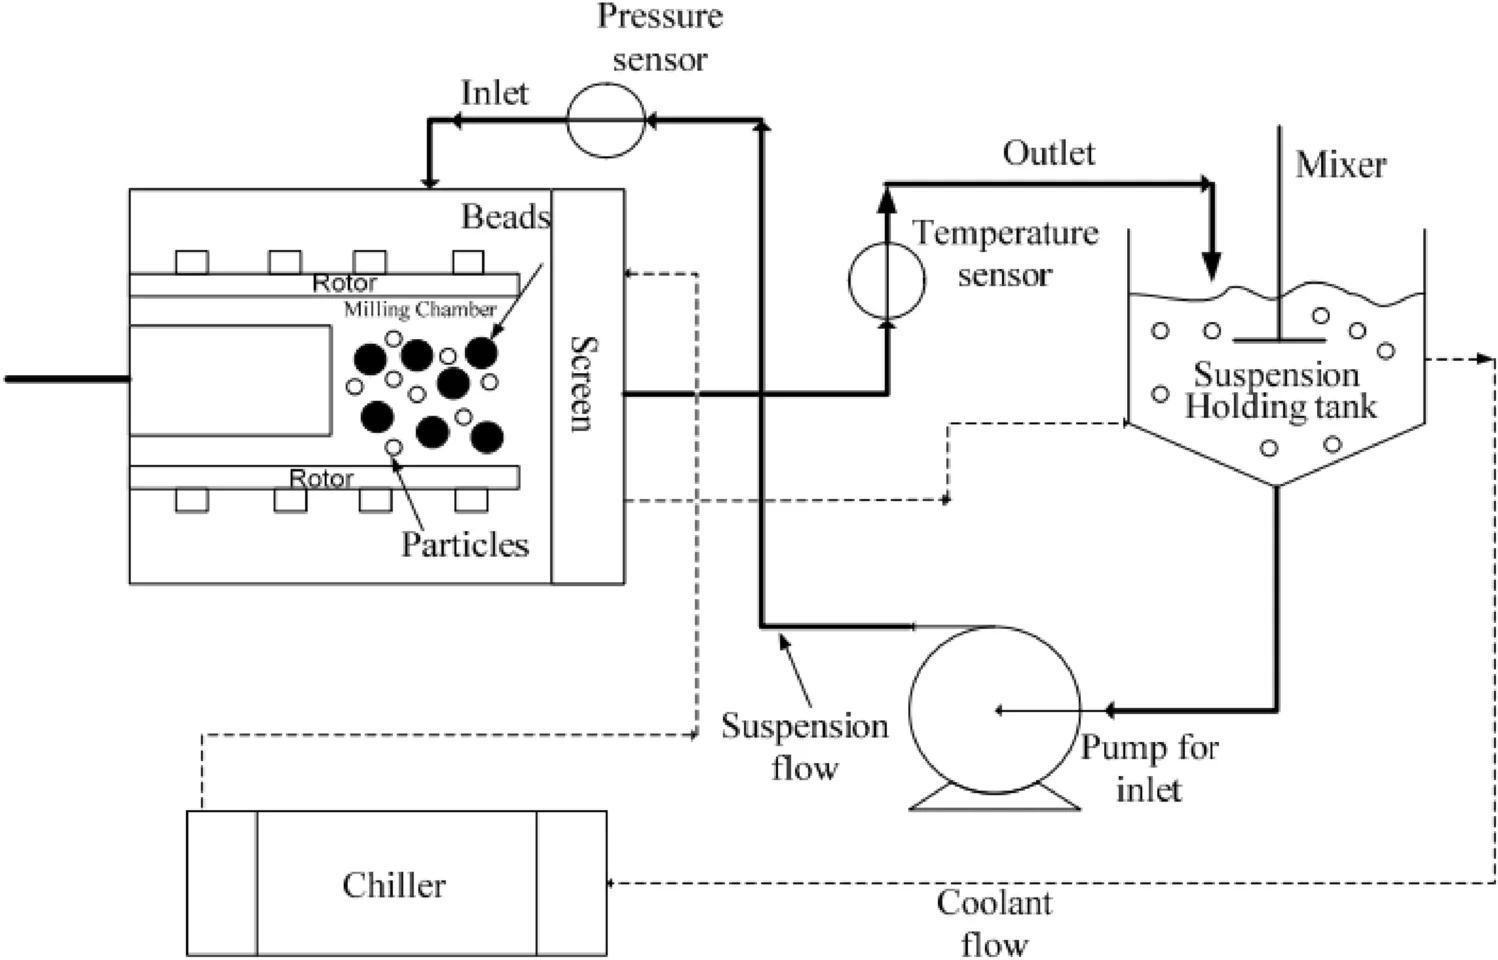 Pressure
sensor
Inlet
Outlet
Mixer
Beads
Temperature
sensor
Rotor
Milling Chamber
Screen
Suspension
Holding tank
Rotor
Particles
Suspension
flow
Pump for
inlet
Chiller
Coolant
flow